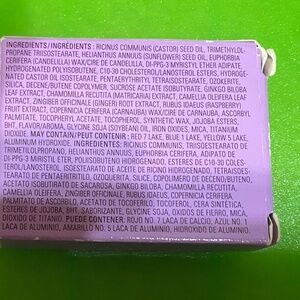 INGREDIENTS/INGRÉDIENTS: RICINUS COMMUNIS (CASTOR) SEED OIL, TRIMETHYLOL-
PROPANE TRIISOSTEARATE, HELIANTHUS ANNUUS (SUNFLOWER) SEED OIL, EUPHORBIA
CERIFERA (CANDELILLA) WAX/CIRE DE CANDELILLA, DI-PPG-3 MYRISTYL ETHER ADIPATE,
HYDROGENATED POLYISOBUTENE, C10-30 CHOLESTEROL/LANOSTEROL ESTERS, HYDROGE-
NATED CASTOR OIL ISOSTEARATE, PENTAERYTHRITYL TETRAISOSTEARATE, OZOKERITE,
SILICA, DECENE/BUTENE COPOLYMER, SUCROSE ACETATE ISOBUTYRATE, GINKGO BILOBA
LEAF EXTRACT, CHAMOMILLA RECUTITA (MATRICARIA) EXTRACT, CAMELLIA OLEIFERA
LEAF EXTRACT, ZINGIBER OFFICINALE (GINGER) ROOT EXTRACT, RUBUS IDAEUS (RASPBERRY)
FRUIT EXTRACT, COPERNICIA CERIFERA (CARNAUBA) WAX/CIRE DE CARNAUBA, ASCORBYL
PALMITATE, TOCOPHERYL ACETATE, TOCOPHEROL, SYNTHETIC WAX, JOJOBA ESTERS,
BHT, FLAVOR/AROMA, GLYCINE SOJA (SOYBEAN) OIL, IRON OXIDES, MICA, TITANIUM
DIOXIDE. MAY CONTAIN/PEUT CONTENIR: RED 7 LAKE, BLUE 1 LAKE, YELLOW 5 LAKE,
ALUMINUM HYDROXIDE. INGREDIENTES: RICINUS COMMUNIS, TRIISOESTEARATO DE
TRIMETILOLPROPANO, HELIANTHUS ANNUUS, EUPHORBIA CERIFERA, ADIPATO DE
DI-PPG-3 MIRISTIL ETER, POLIISOBUTENO HIDROGENADO, ESTERES DE C10-30 COLES-
TEROL/LANOSTEROL, ISOESTEARATO DE ACEITE DE RICINO HIDROGENADO, TETRAISOES-
TEARATO DE PENTAERITRITILO, OZOQUERITA, SILICE, COPOLIMERO DE DECENO/BUTENO,
ACETATO ISOBUTIRATO DE SACAROSA, GINKGO BILOBA, CHAMOMILLA RECUTITA,
CAMELLIA OLEIFERA, ZINGIBER OFFICINALE, RUBUS IDAEUS, COPERNICIA CERIFERA,
PALMITATO DE ASCORBILO, ACETATO DE TOCOFERILO, TOCOFEROL, CERA SINTÉTICA,
ESTERES DE JOJOBA, BHT, SABORIZANTE, GLYCINE SOJA, ÓXIDOS DE FIERRO, MICA,
DIOXIDO DE TITANIO. PUEDE CONTENER: ROJO NO. 7 LACA DE CALCIO, AZUL NO. 1
LACA DE ALUMINIO, AMARILLO NO. 5 LACA DE ALUMINIO, HIDROXIDO DE ALUMINIO.